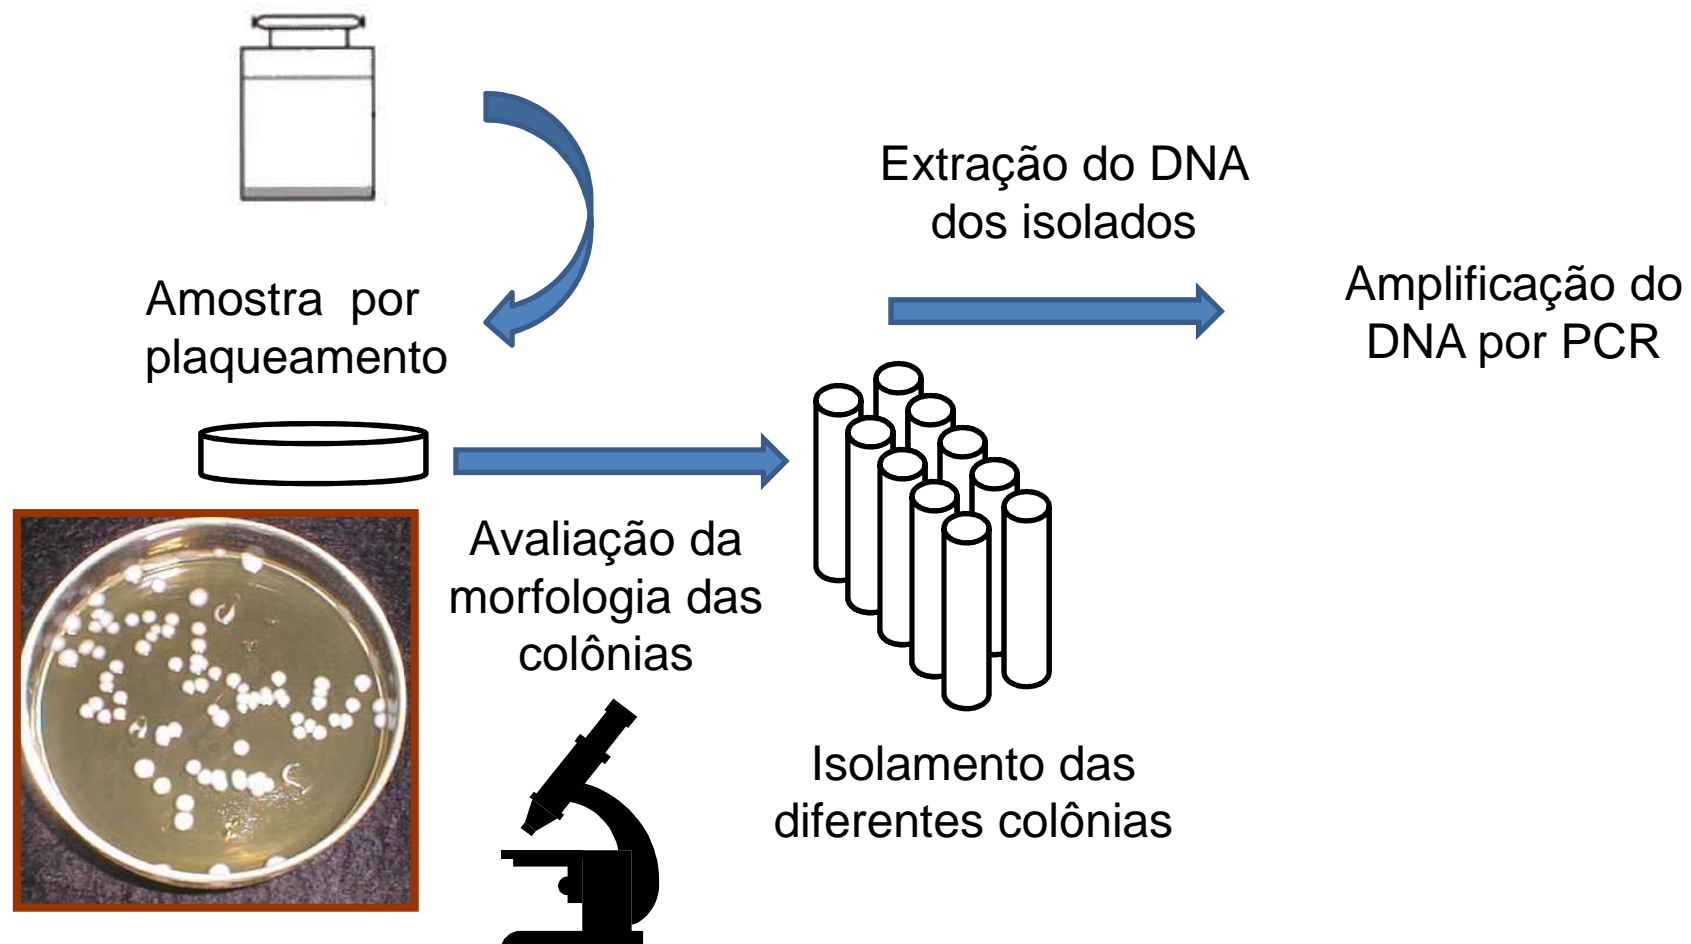 Amostra por
plaqueamento
Avaliação da
morfologia das
colônias
Isolamento das
diferentes colônias
Extração do DNA
dos isolados
Amplificação do
DNA por PCR